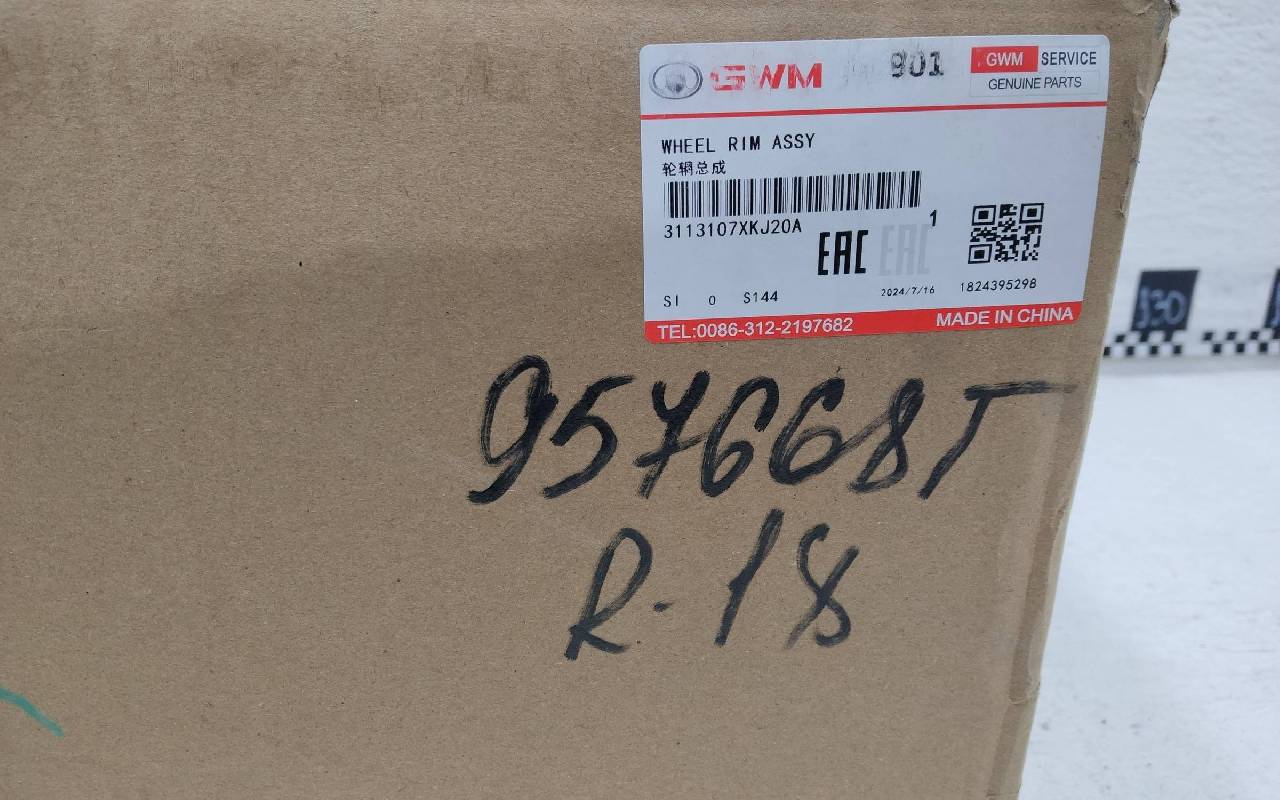 GWM 901 GWM SERVICE
GENUINE PARTS
WHEEL RIM ASSY
轮辋总成
3113107XKJ20A
EAC EAC 1
SI 0 S144 2024/7/16 1824395298
TEL:0086-312-2197682 MADE IN CHINA
957668T
R-18
330